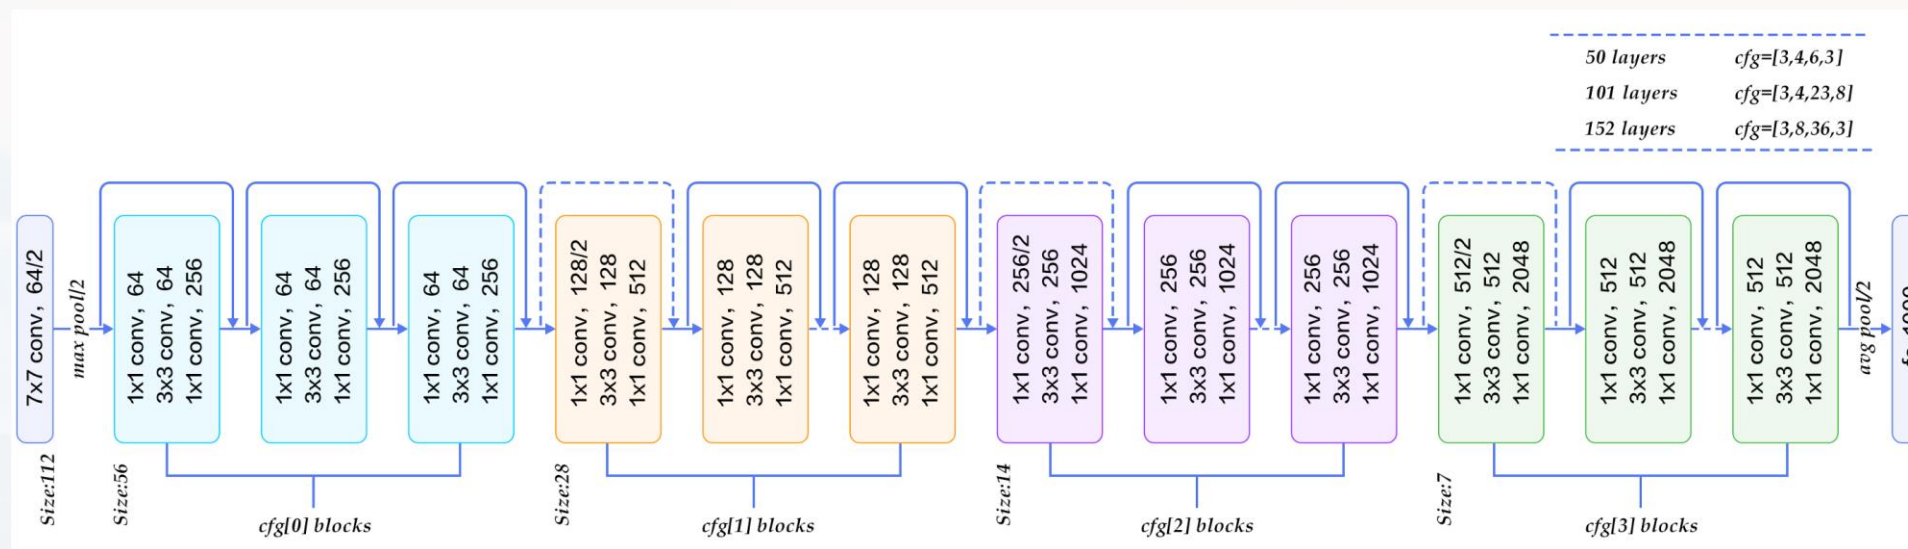 50 layers cfg=[3,4,6,3]
101 layers cfg=[3,4,23,8]
152 layers cfg=[3,8,36,3]
7x7 conv, 64/2
max pool/2
1x1 conv, 64
3x3 conv, 64
1x1 conv, 256
1x1 conv, 64
3x3 conv, 64
1x1 conv, 256
1x1 conv, 64
3x3 conv, 64
1x1 conv, 256
1x1 conv, 128/2
3x3 conv, 128
1x1 conv, 512
1x1 conv, 128
3x3 conv, 128
1x1 conv, 512
1x1 conv, 128
3x3 conv, 128
1x1 conv, 512
1x1 conv, 256/2
3x3 conv, 256
1x1 conv, 1024
1x1 conv, 256
3x3 conv, 256
1x1 conv, 1024
1x1 conv, 256
3x3 conv, 256
1x1 conv, 1024
1x1 conv, 512/2
3x3 conv, 512
1x1 conv, 2048
1x1 conv, 512
3x3 conv, 512
1x1 conv, 2048
1x1 conv, 512
3x3 conv, 512
1x1 conv, 2048
avg pool/2
Size:112
Size:56
cfg[0] blocks
Size:28
cfg[1] blocks
Size:14
cfg[2] blocks
Size:7
cfg[3] blocks